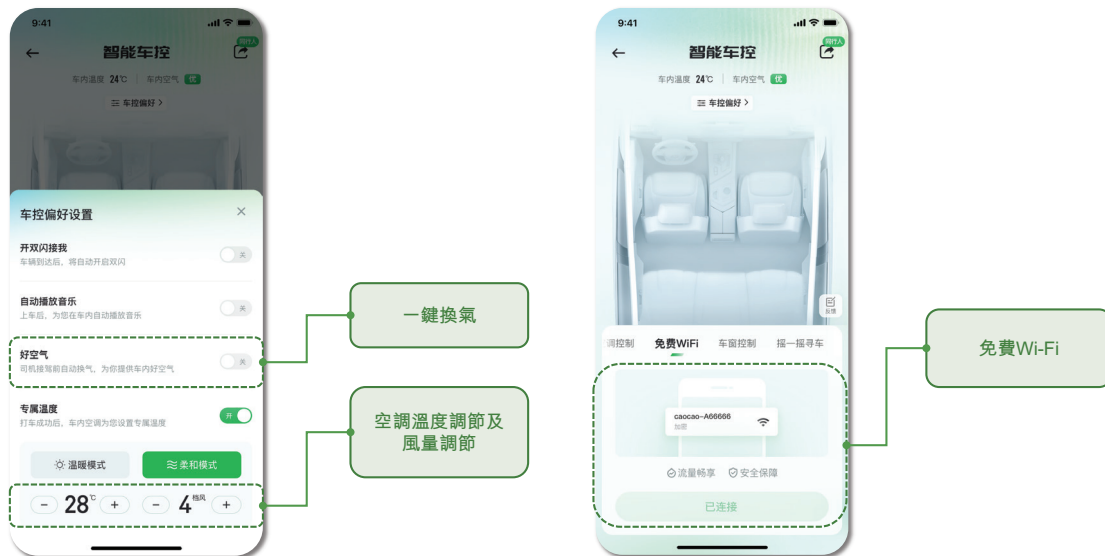 9:41
智能车控
同行人
车内温度 24℃ | 车内空气 优
车控偏好 >
车控偏好设置
开双闪接我
车辆到达后，将自动开启双闪
关
自动播放音乐
上车后，为您在车内自动播放音乐
关
好空气
司机接驾前自动换气，为你提供车内好空气
关
专属温度
打车成功后，车内空调为您设置专属温度
开
温暖模式
柔和模式
- 28℃ + - 4档风 +
一鍵換氣
空調溫度調節及
風量調節
9:41
智能车控
同行人
车内温度 24℃ | 车内空气 优
车控偏好 >
反馈
调控制 免费WiFi 车窗控制 摇一摇寻车
caocao-A66666
加密
流量畅享 安全保障
已连接
免費Wi-Fi